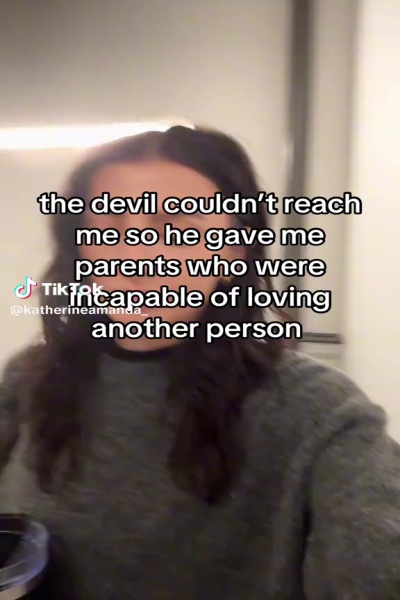 the devil couldn't reach
me so he gave me
parents who were
TikTok
incapable of loving
@katherineamanda_
another person